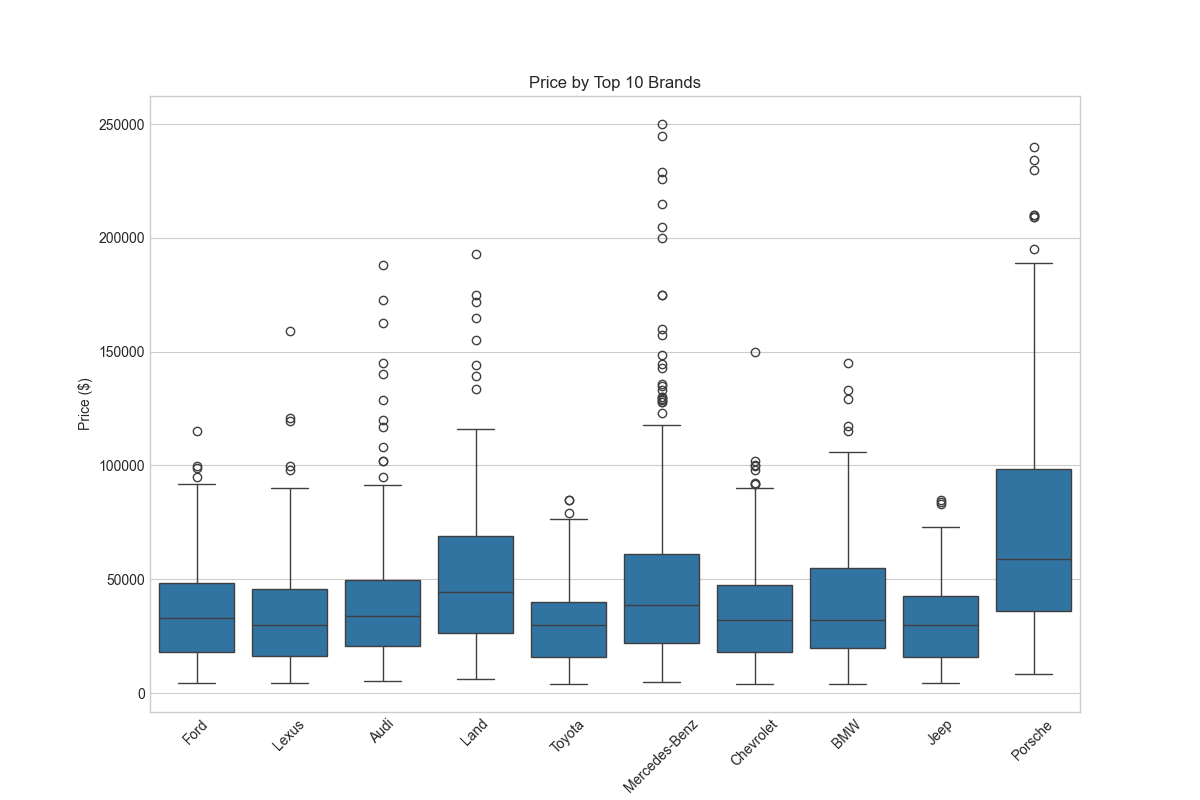 Price by Top 10 Brands
250000
200000
150000
100000
50000
0
Price ($)
Ford
Lexus
Audi
Land
Toyota
Mercedes-Benz
Chevrolet
BMW
Jeep
Porsche